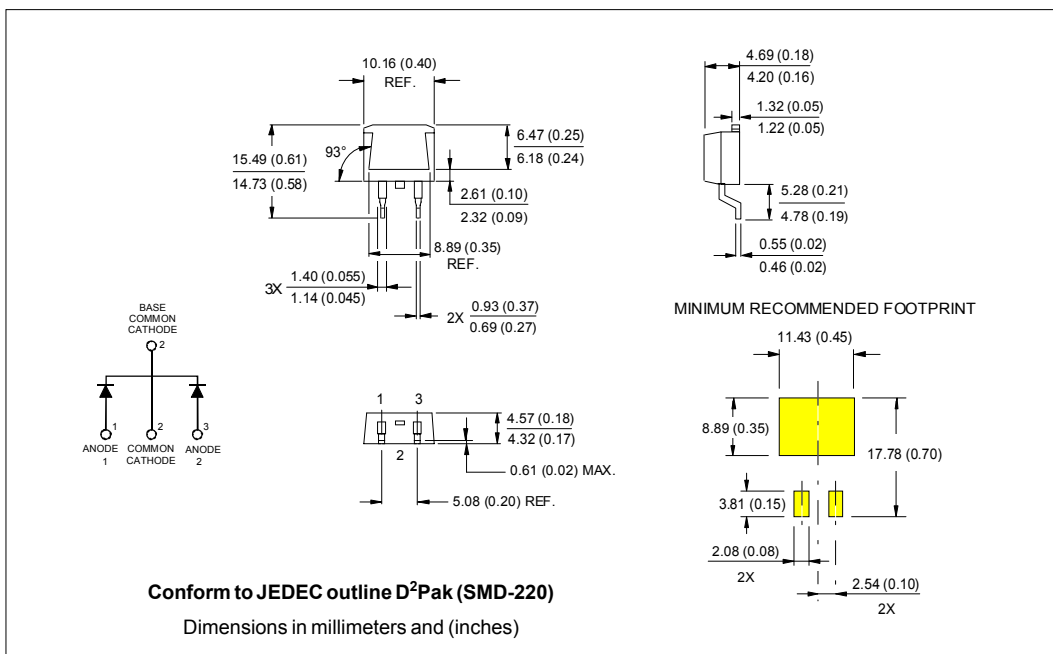 10.16 (0.40)
REF.
15.49 (0.61)
14.73 (0.58)
93°
6.47 (0.25)
6.18 (0.24)
2.61 (0.10)
2.32 (0.09)
8.89 (0.35)
REF.
3X
1.40 (0.055)
1.14 (0.045)
2X
0.93 (0.37)
0.69 (0.27)
4.69 (0.18)
4.20 (0.16)
1.32 (0.05)
1.22 (0.05)
5.28 (0.21)
4.78 (0.19)
0.55 (0.02)
0.46 (0.02)
BASE
COMMON
CATHODE
2
1
2
3
ANODE
1
COMMON
CATHODE
ANODE
2
1
3
2
4.57 (0.18)
4.32 (0.17)
0.61 (0.02) MAX.
5.08 (0.20) REF.
MINIMUM RECOMMENDED FOOTPRINT
11.43 (0.45)
8.89 (0.35)
17.78 (0.70)
3.81 (0.15)
2.08 (0.08)
2X
2.54 (0.10)
2X
Conform to JEDEC outline D²Pak (SMD-220)
Dimensions in millimeters and (inches)